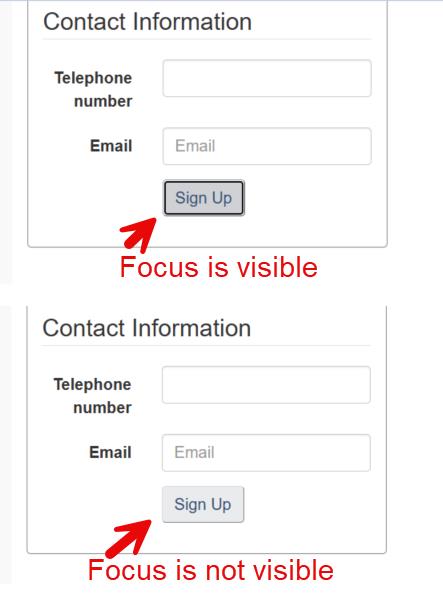 Contact Information
Telephone
number
Email Email
Sign Up
Focus is visible
Contact Information
Telephone
number
Email Email
Sign Up
Focus is not visible